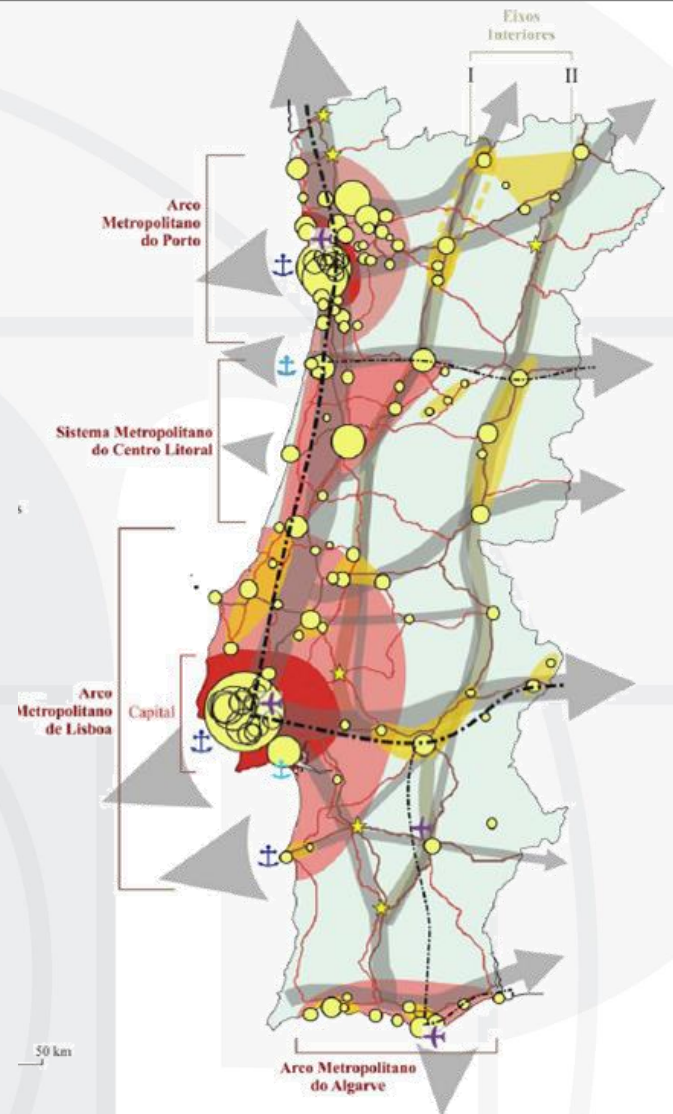 Eixos
Interiores
I II
Arco
Metropolitano
do Porto
Sistema Metropolitano
do Centro Litoral
Arco
Metropolitano
de Lisboa
Capital
50 km
Arco Metropolitano
do Algarve